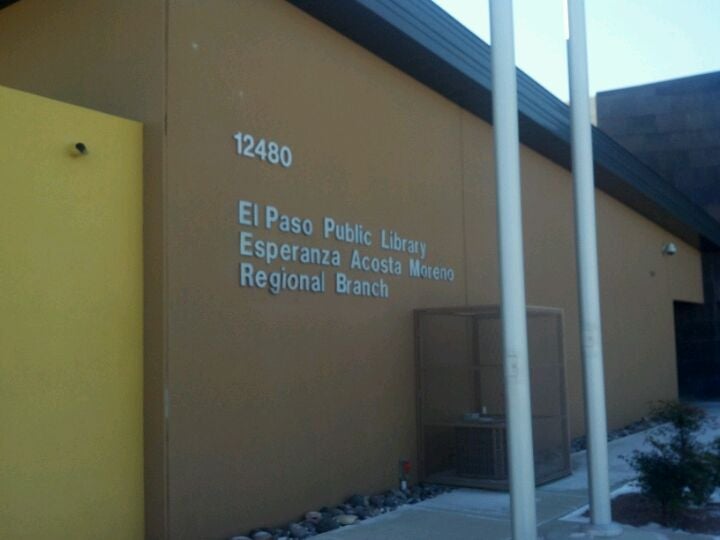 12480
El Paso Public Library
Esperanza Acosta Moreno
Regional Branch